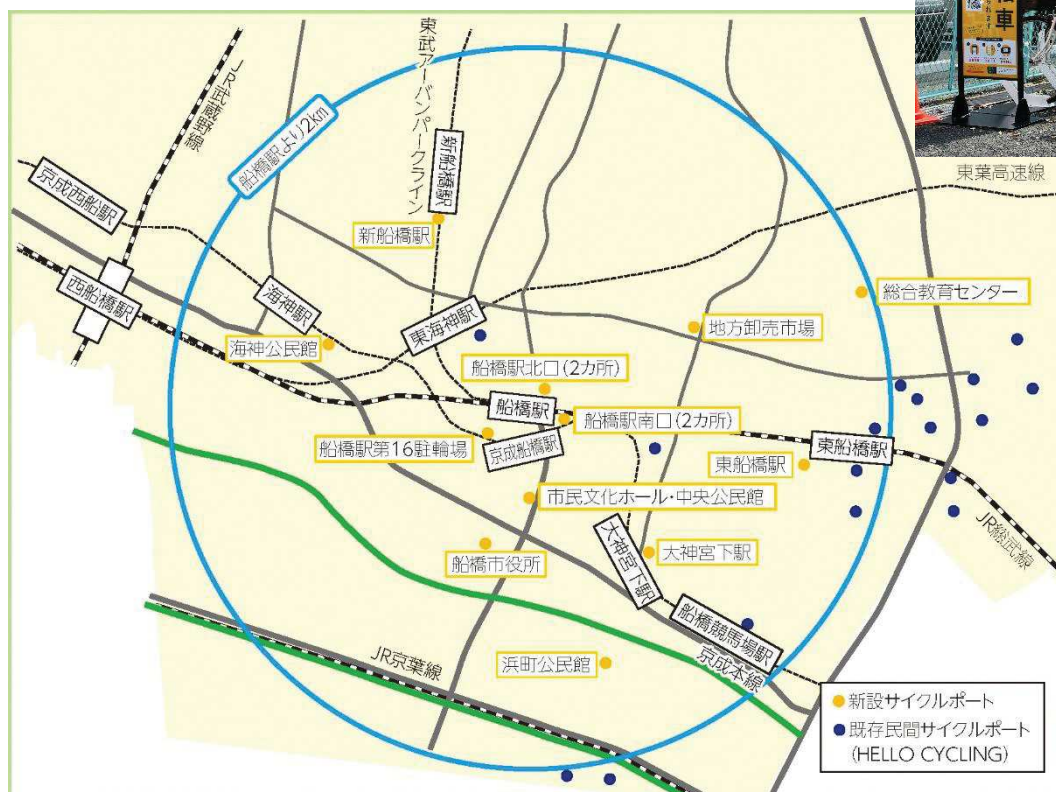 東武アーバンパークライン
JR武蔵野線
船橋駅より2km
新船橋駅
東葉高速線
京成西船駅
新船橋駅
西船橋駅
海神駅
総合教育センター
東海神駅
地方卸売市場
海神公民館
船橋駅北口(2カ所)
船橋駅
船橋駅南口(2カ所)
船橋駅第16駐輪場
京成船橋駅
東船橋駅
東船橋駅
市民文化ホール・中央公民館
JR総武線
船橋市役所
大神宮下駅
大神宮下駅
船橋競馬場駅
京成本線
JR京葉線
浜町公民館
新設サイクルポート
既存民間サイクルポート
(HELLO CYCLING)